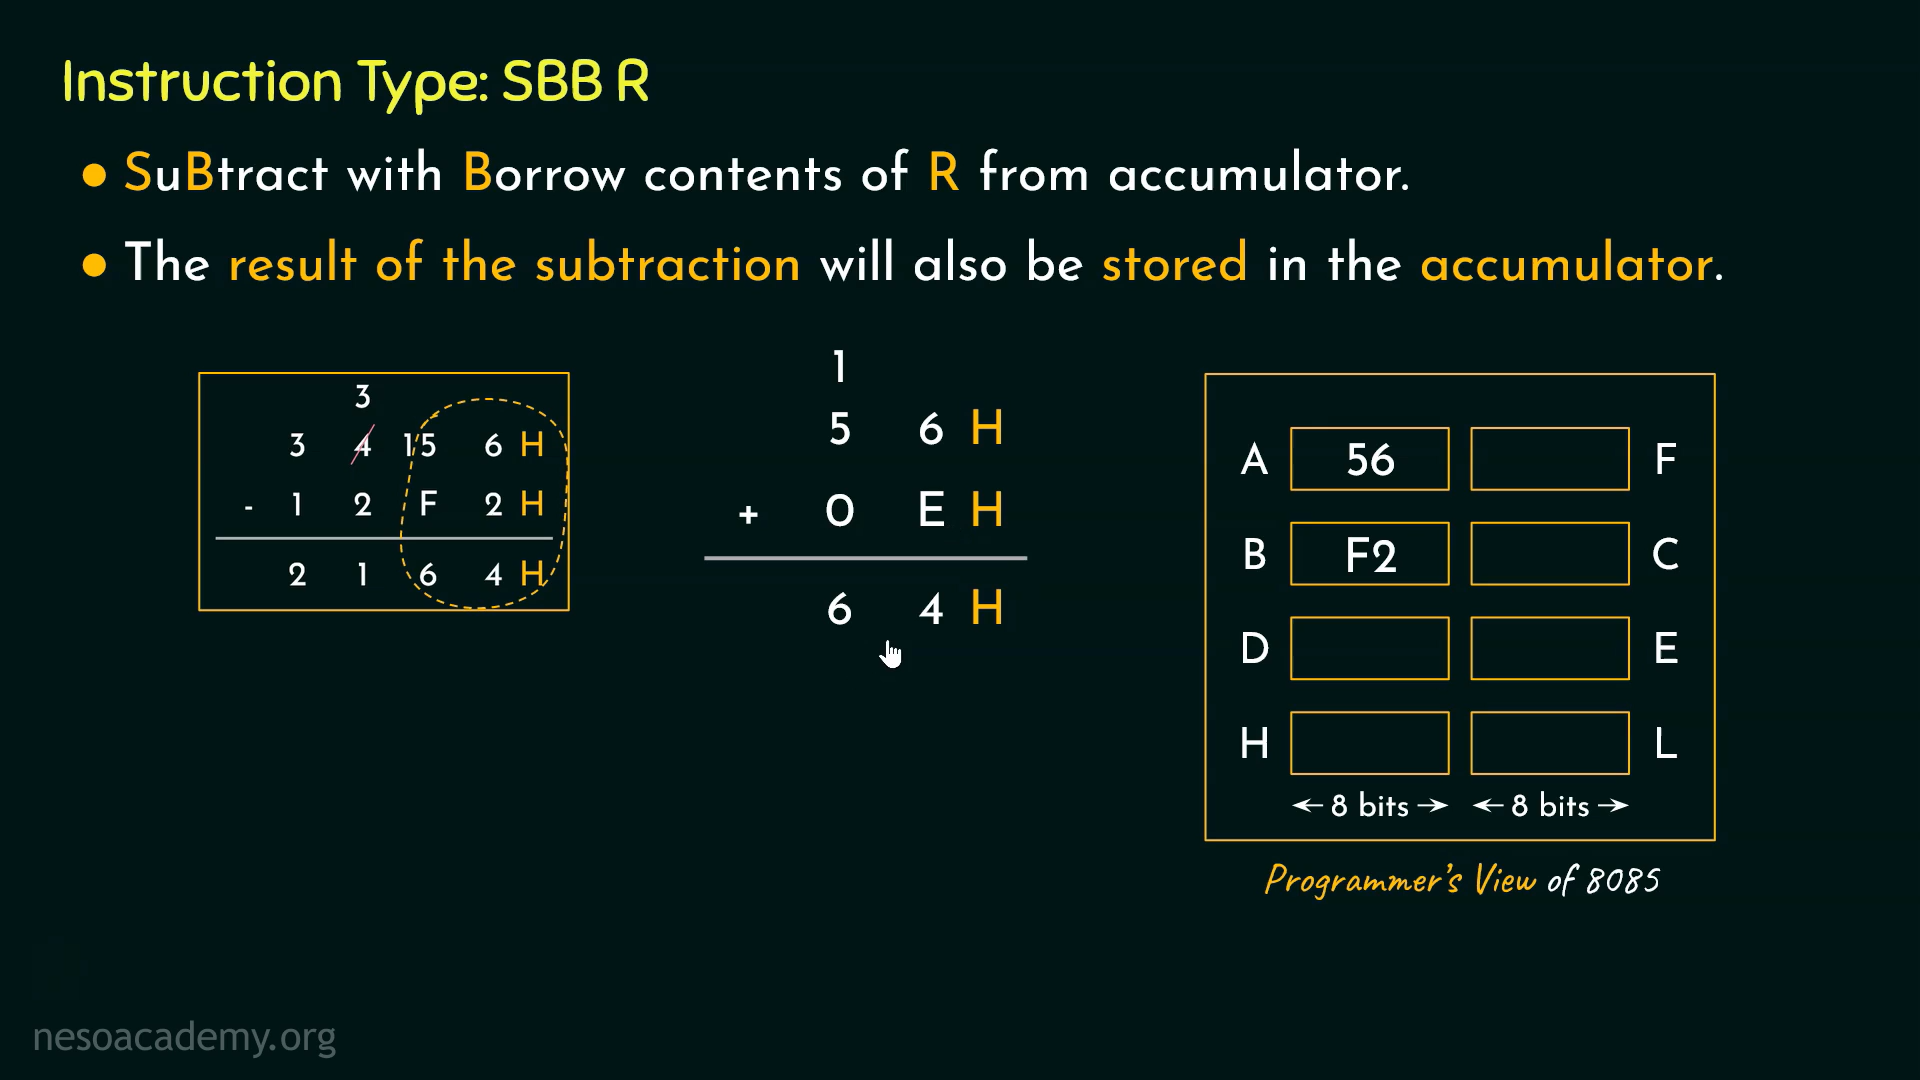 Instruction Type: SBB R
● SuBtract with Borrow contents of R from accumulator.
● The result of the subtraction will also be stored in the accumulator.
3
3 4 15 6 H
- 1 2 F 2 H
2 1 6 4 H
1
5 6 H
+ 0 E H
6 4 H
A 56 F
B F2 C
D E
H L
← 8 bits → ← 8 bits →
Programmer's View of 8085
nesoacademy.org